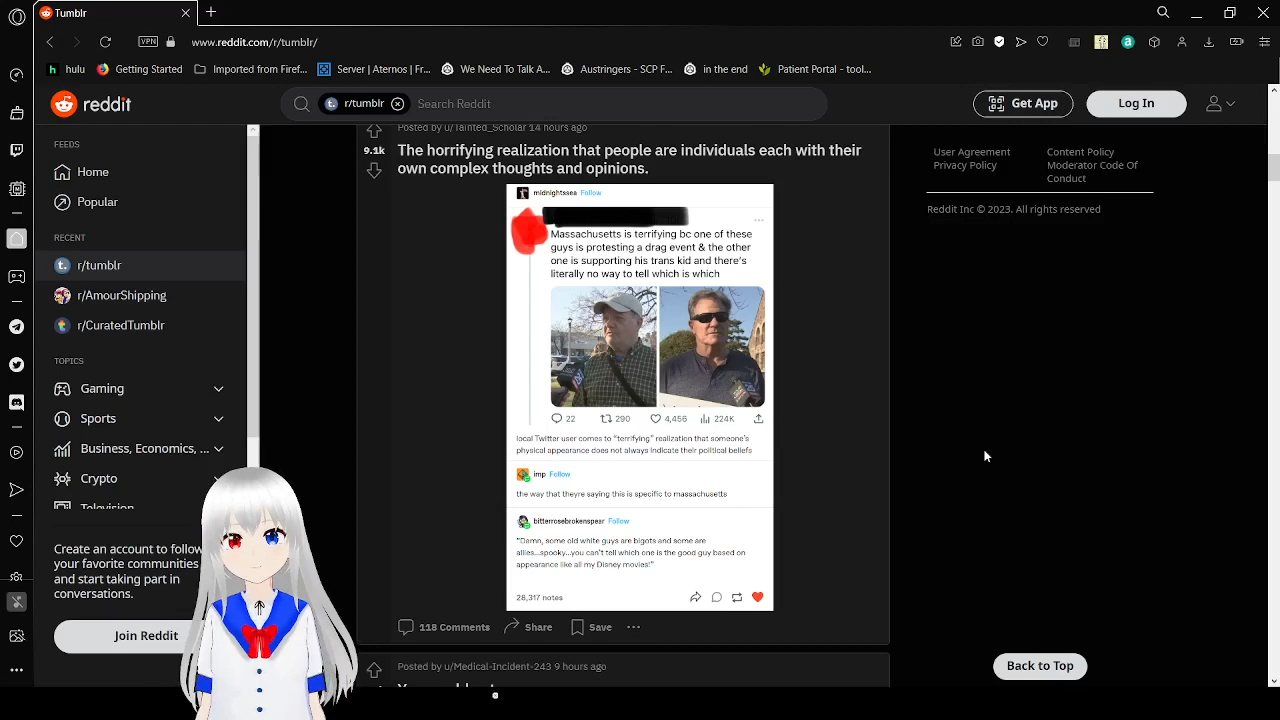 Tumblr
VPN
www.reddit.com/r/tumblr/
hulu
Getting Started
Imported from Firef...
Server | Aternos | Fr...
We Need To Talk A...
Austringers - SCP F...
in the end
Patient Portal - tool...
reddit
r/tumblr
Search Reddit
Get App
Log In
FEEDS
Home
Popular
RECENT
r/tumblr
r/AmourShipping
r/CuratedTumblr
TOPICS
Gaming
Sports
Business, Economics, ...
Crypto
Television
Create an account to follow
your favorite communities
and start taking part in
conversations.
Join Reddit
Posted by u/Tainted_Scholar 14 hours ago
9.1k
The horrifying realization that people are individuals each with their
own complex thoughts and opinions.
midnightssea Follow
Massachusetts is terrifying bc one of these
guys is protesting a drag event & the other
one is supporting his trans kid and there's
literally no way to tell which is which
22
290
4,456
224K
local Twitter user comes to "terrifying" realization that someone's
physical appearance does not always indicate their political beliefs
imp Follow
the way that theyre saying this is specific to massachusetts
bitterrosebrokenspear Follow
"Demn, some old white guys are bigots and some are
allies...spooky...you can't tell which one is the good guy based on
appearance like all my Disney movies!"
28,317 notes
118 Comments
Share
Save
Posted by u/Medical-Incident-243 9 hours ago
User Agreement
Privacy Policy
Content Policy
Moderator Code Of
Conduct
Reddit Inc © 2023. All rights reserved
Back to Top